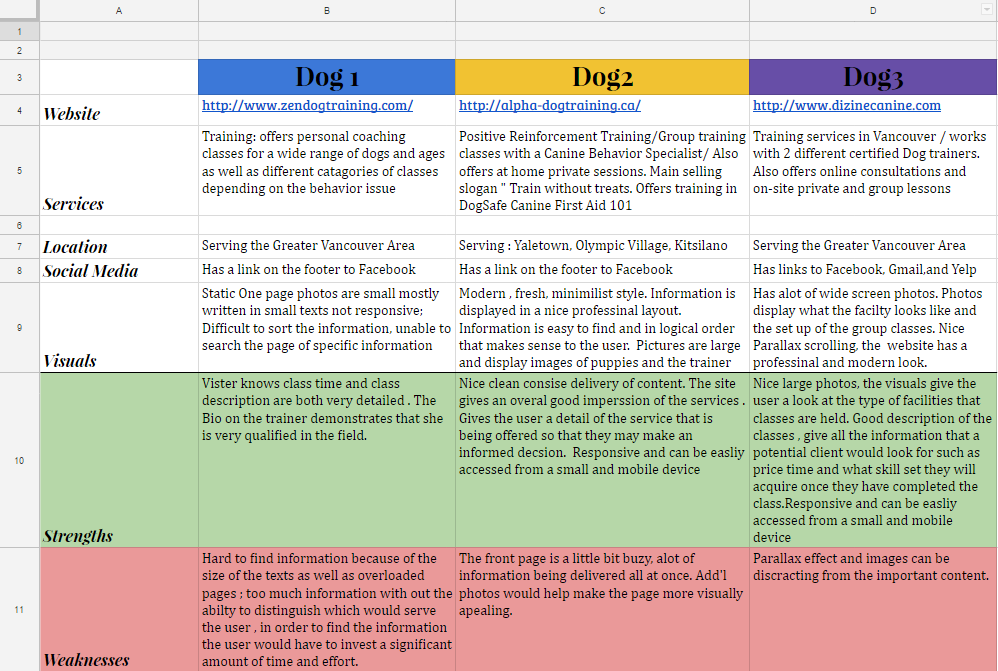 A B C D
1
2
3 Dog 1 Dog2 Dog3
4 Website http://www.zendogtraining.com/ http://alpha-dogtraining.ca/ http://www.dizinecanine.com
5 Services
Training: offers personal coaching
classes for a wide range of dogs and ages
as well as different catagories of classes
depending on the behavior issue
Positive Reinforcement Training/Group training
classes with a Canine Behavior Specialist/ Also
offers at home private sessions. Main selling
slogan " Train without treats. Offers training in
DogSafe Canine First Aid 101
Training services in Vancouver / works
with 2 different certified Dog trainers.
Also offers online consultations and
on-site private and group lessons
6
7 Location Serving the Greater Vancouver Area Serving : Yaletown, Olympic Village, Kitsilano Serving the Greater Vancouver Area
8 Social Media Has a link on the footer to Facebook Has a link on the footer to Facebook Has links to Facebook, Gmail,and Yelp
9 Visuals
Static One page photos are small mostly
written in small texts not responsive;
Difficult to sort the information, unable to
search the page of specific information
Modern , fresh, minimilist style. Information is
displayed in a nice professinal layout.
Information is easy to find and in logical order
that makes sense to the user. Pictures are large
and display images of puppies and the trainer
Has alot of wide screen photos. Photos
display what the facilty looks like and
the set up of the group classes. Nice
Parallax scrolling, the website has a
professinal and modern look.
10 Strengths
Vister knows class time and class
description are both very detailed . The
Bio on the trainer demonstrates that she
is very qualified in the field.
Nice clean consise delivery of content. The site
gives an overal good imperssion of the services .
Gives the user a detail of the service that is
being offered so that they may make an
informed decsion. Responsive and can be easliy
accessed from a small and mobile device
Nice large photos, the visuals give the
user a look at the type of facilities that
classes are held. Good description of the
classes , give all the information that a
potential client would look for such as
price time and what skill set they will
acquire once they have completed the
class.Responsive and can be easliy
accessed from a small and mobile
device
11 Weaknesses
Hard to find information because of the
size of the texts as well as overloaded
pages ; too much information with out the
abilty to distinguish which would serve
the user , in order to find the information
the user would have to invest a significant
amount of time and effort.
The front page is a little bit buzy, alot of
information being delivered all at once. Add'l
photos would help make the page more visually
apealing.
Parallax effect and images can be
discracting from the important content.